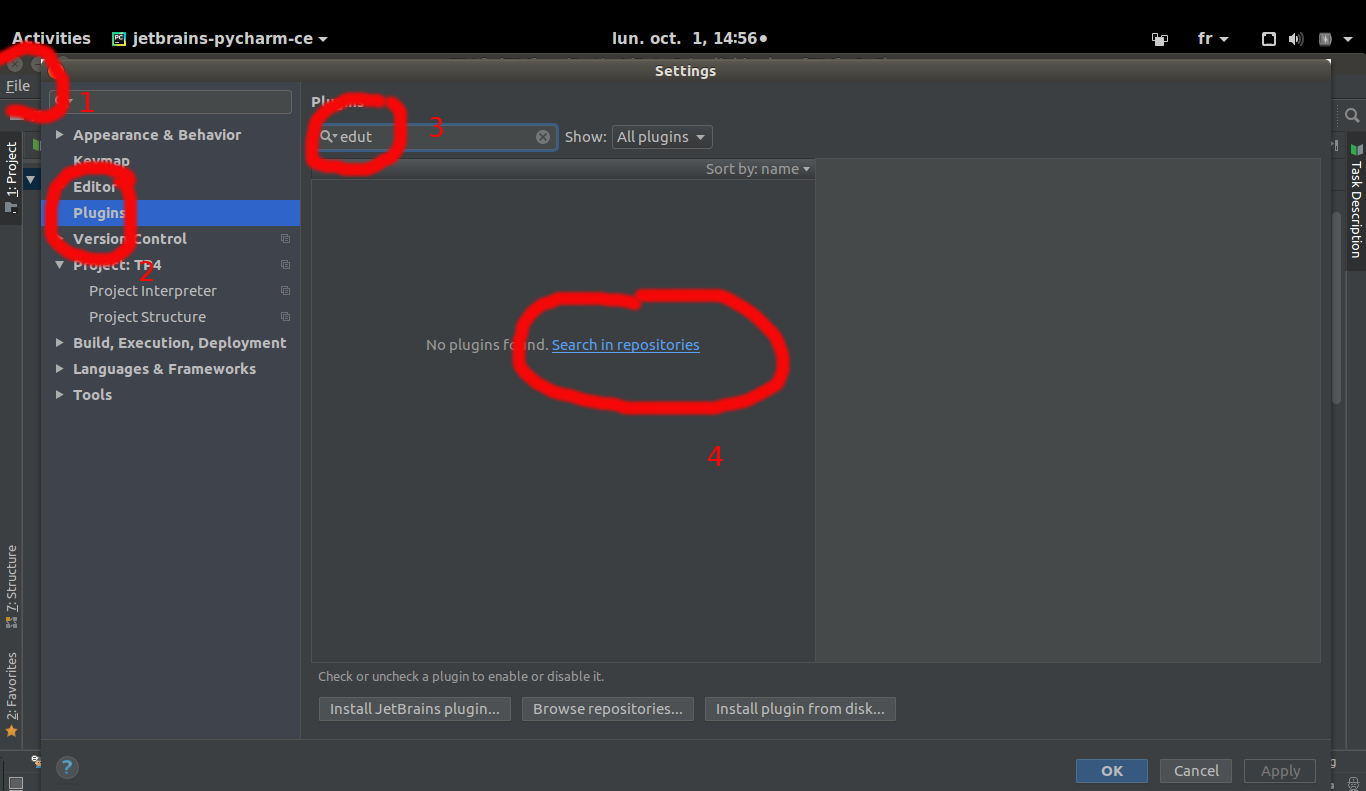 Activities jetbrains-pycharm-ce lun. oct. 1, 14:56 fr
Settings
File
1
Plugins
edut
3
Show: All plugins
Sort by: name
Appearance & Behavior
Keymap
Editor
Plugins
Version Control
2
Project: TP4
Project Interpreter
Project Structure
Build, Execution, Deployment
Languages & Frameworks
Tools
No plugins found. Search in repositories
4
Check or uncheck a plugin to enable or disable it.
Install JetBrains plugin... Browse repositories... Install plugin from disk...
? OK Cancel Apply
1: Project
7: Structure
2: Favorites
Task Description